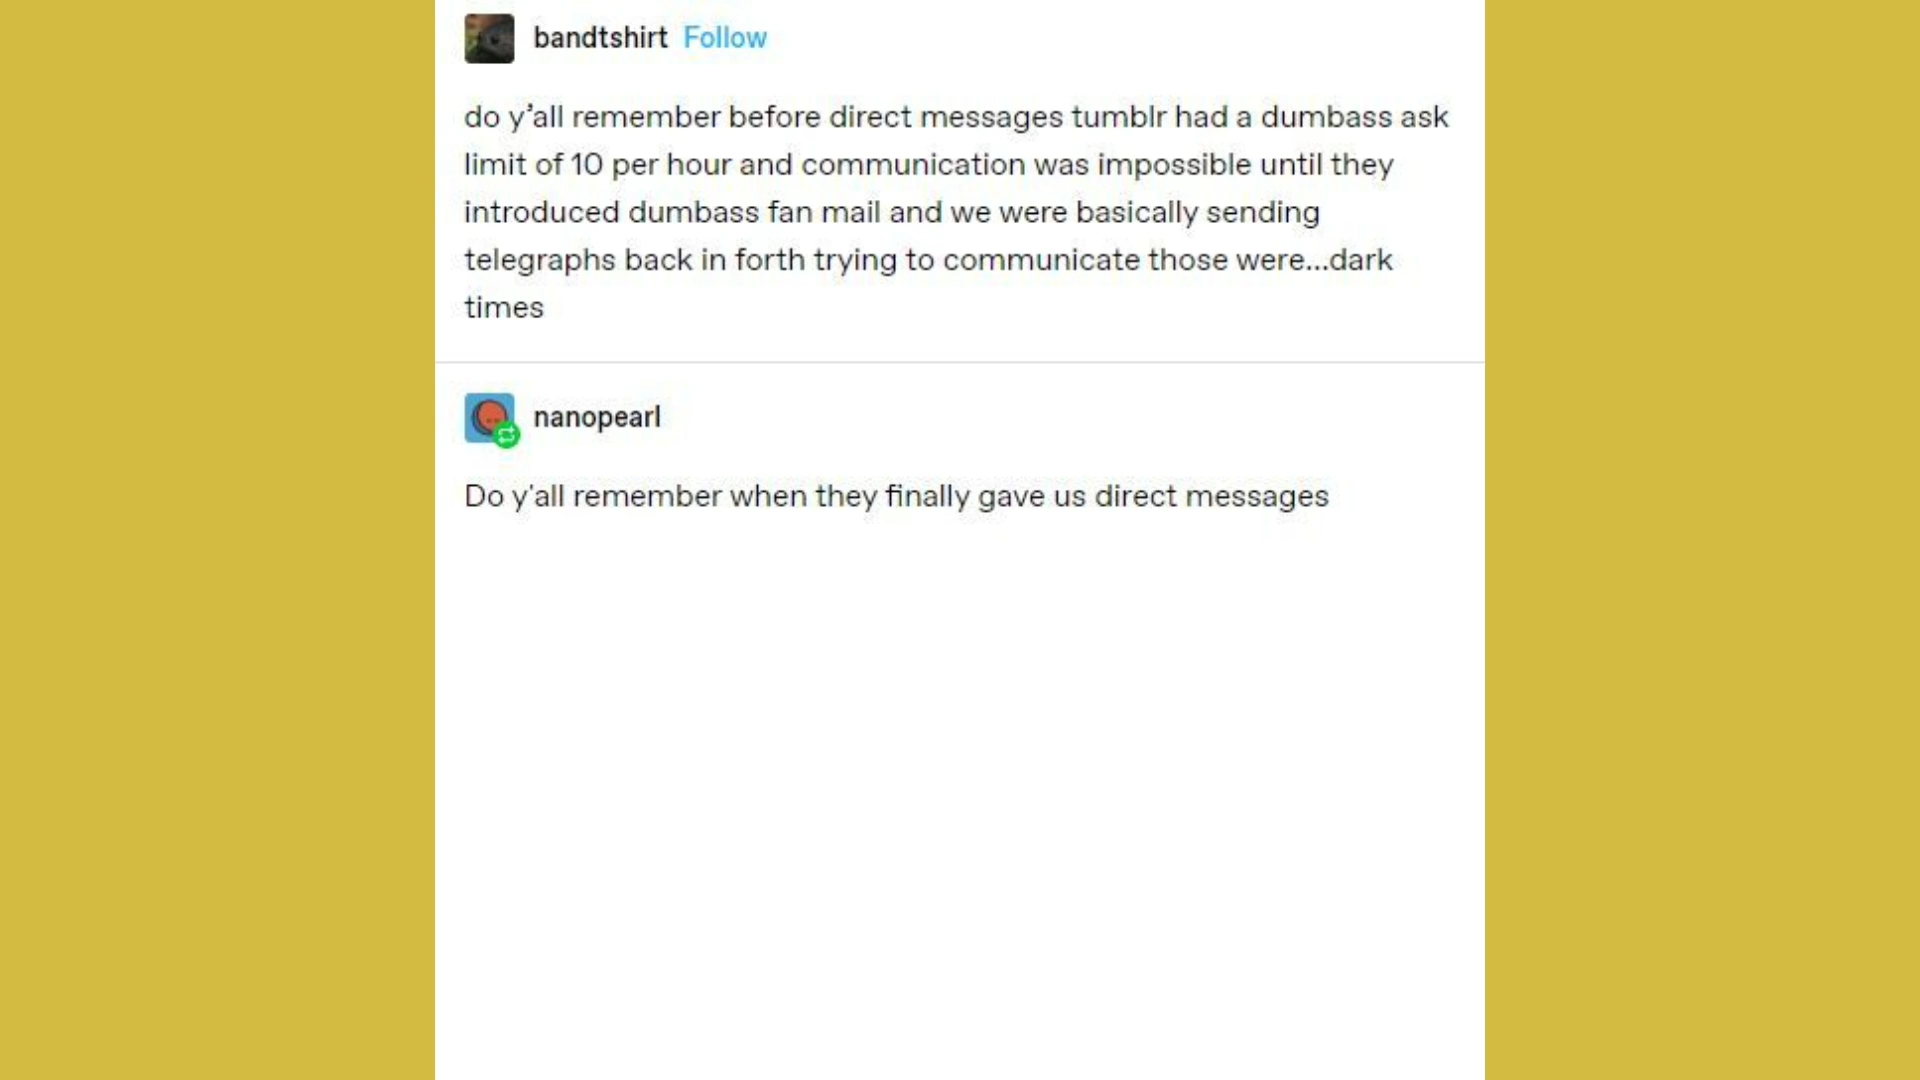 bandtshirt Follow
do y’all remember before direct messages tumblr had a dumbass ask
limit of 10 per hour and communication was impossible until they
introduced dumbass fan mail and we were basically sending
telegraphs back in forth trying to communicate those were...dark
times
nanopearl
Do y'all remember when they finally gave us direct messages